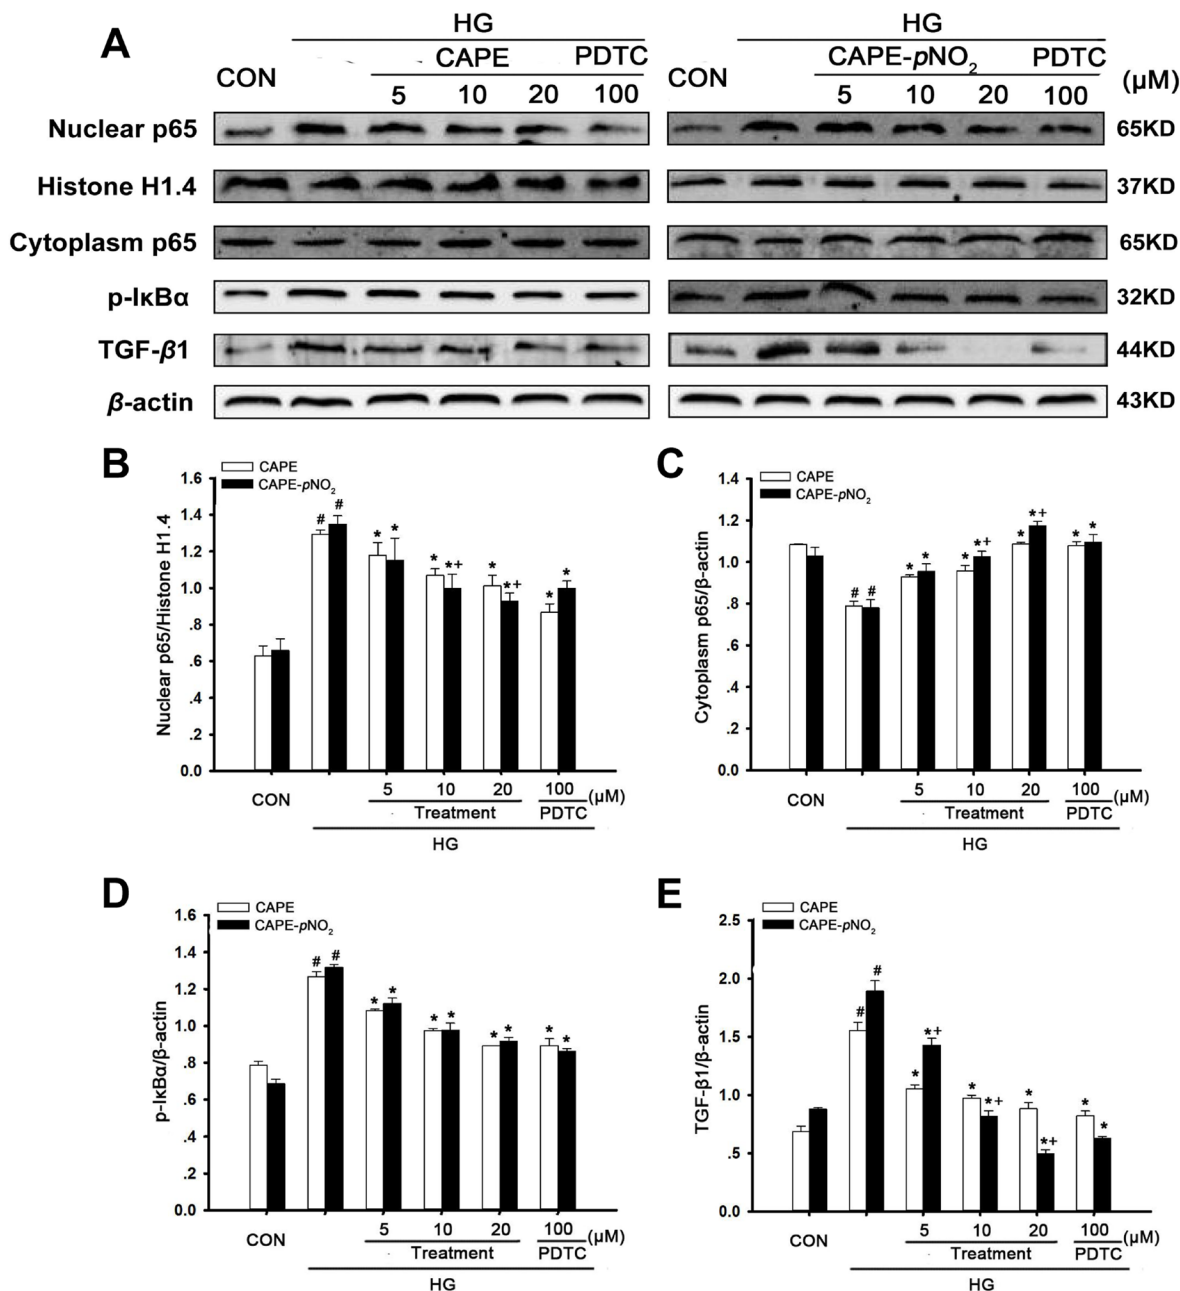 A
HG
HG
CON
CAPE
PDTC
CON
CAPE-pNO2
PDTC
(μM)
5 10 20 100
5 10 20 100
Nuclear p65
65KD
Histone H1.4
37KD
Cytoplasm p65
65KD
p-IκBα
32KD
TGF-β1
44KD
β-actin
43KD
B
CAPE
CAPE-pNO2
Nuclear p65/Histone H1.4
1.6
1.4
1.2
1.0
.8
.6
.4
.2
0.0
# #
* *
* *+
* *+
* *
CON
5 10 20 100 (μM)
Treatment PDTC
HG
C
CAPE
CAPE-pNO2
Cytoplasm p65/β-actin
1.4
1.2
1.0
.8
.6
.4
.2
0.0
# #
* *
* *+
* *+
* *
CON
5 10 20 100 (μM)
Treatment PDTC
HG
D
CAPE
CAPE-pNO2
p-IκBα/β-actin
1.6
1.4
1.2
1.0
.8
.6
.4
.2
0.0
# #
* *
* *
* *
* *
CON
5 10 20 100 (μM)
Treatment PDTC
HG
E
CAPE
CAPE-pNO2
TGF-β1/β-actin
2.5
2.0
1.5
1.0
.5
0.0
# #
* *+
* *+
* *+
* *
CON
5 10 20 100 (μM)
Treatment PDTC
HG